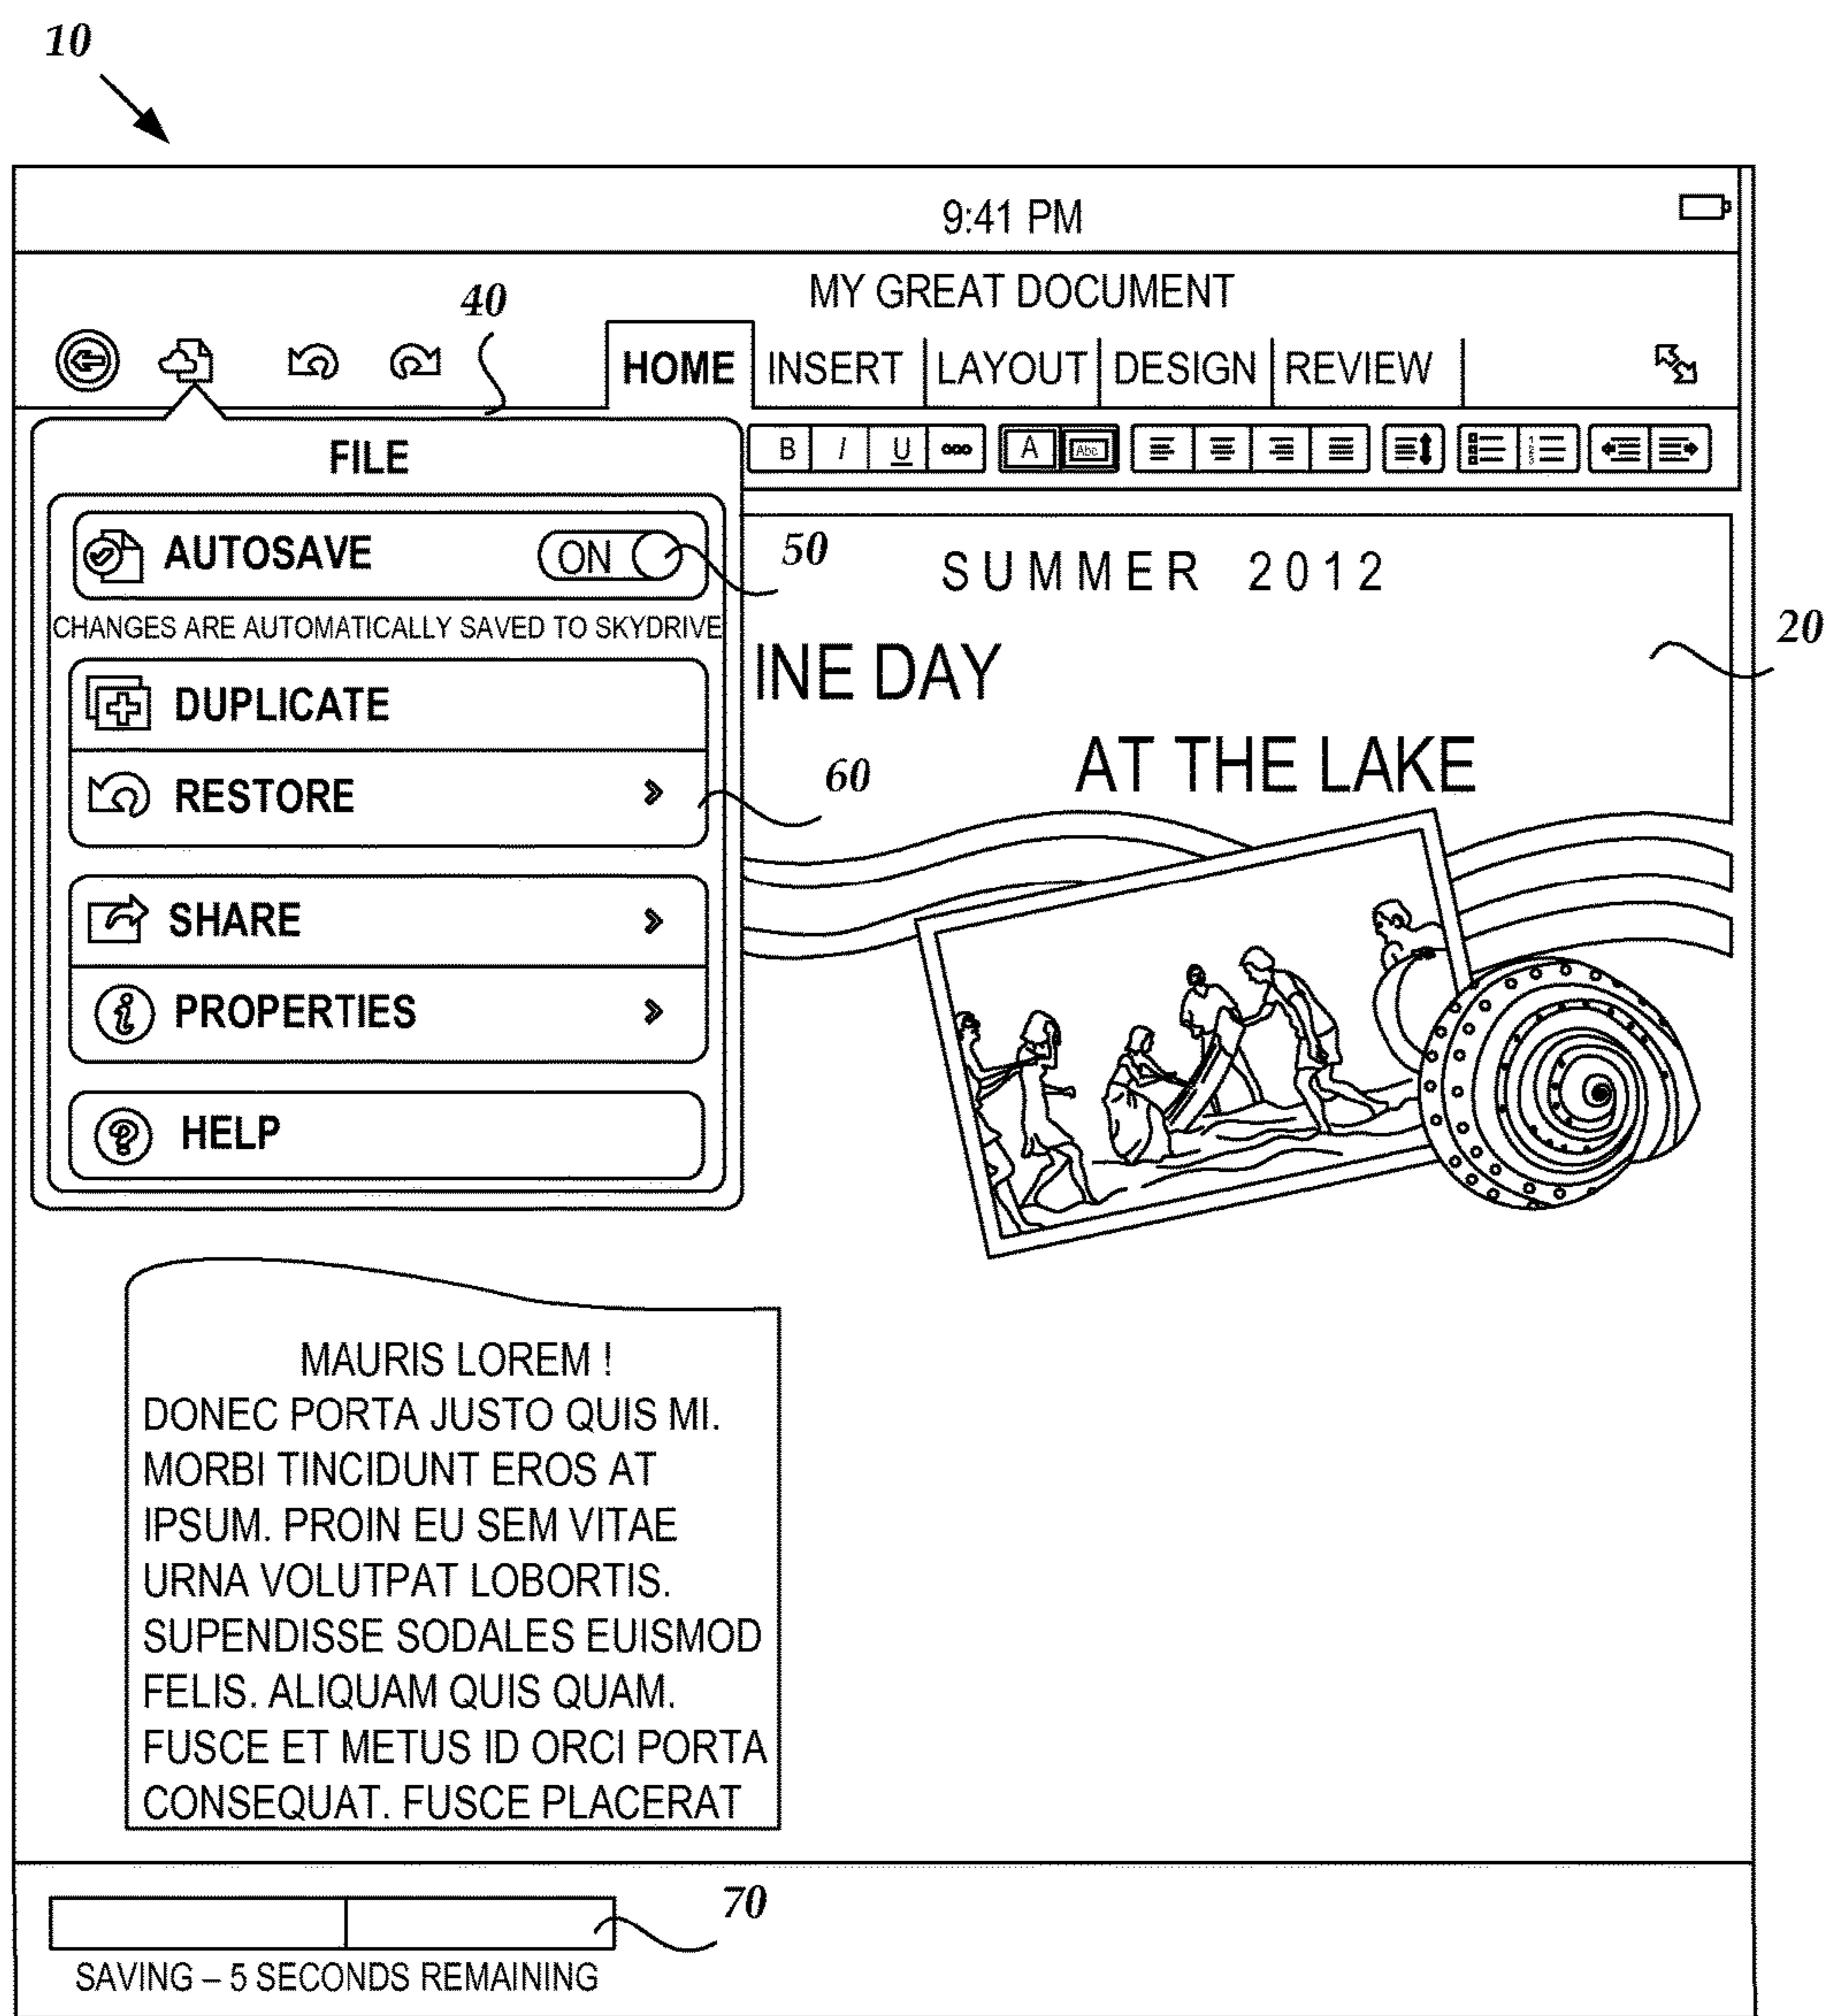 10
9:41 PM
MY GREAT DOCUMENT
40
HOME INSERT LAYOUT DESIGN REVIEW
FILE
B I U A Abc
1
2
3
AUTOSAVE ON
50
SUMMER 2012
CHANGES ARE AUTOMATICALLY SAVED TO SKYDRIVE
20
INE DAY
DUPLICATE
AT THE LAKE
60
RESTORE
SHARE
i PROPERTIES
? HELP
MAURIS LOREM !
DONEC PORTA JUSTO QUIS MI.
MORBI TINCIDUNT EROS AT
IPSUM. PROIN EU SEM VITAE
URNA VOLUTPAT LOBORTIS.
SUPENDISSE SODALES EUISMOD
FELIS. ALIQUAM QUIS QUAM.
FUSCE ET METUS ID ORCI PORTA
CONSEQUAT. FUSCE PLACERAT
70
SAVING – 5 SECONDS REMAINING